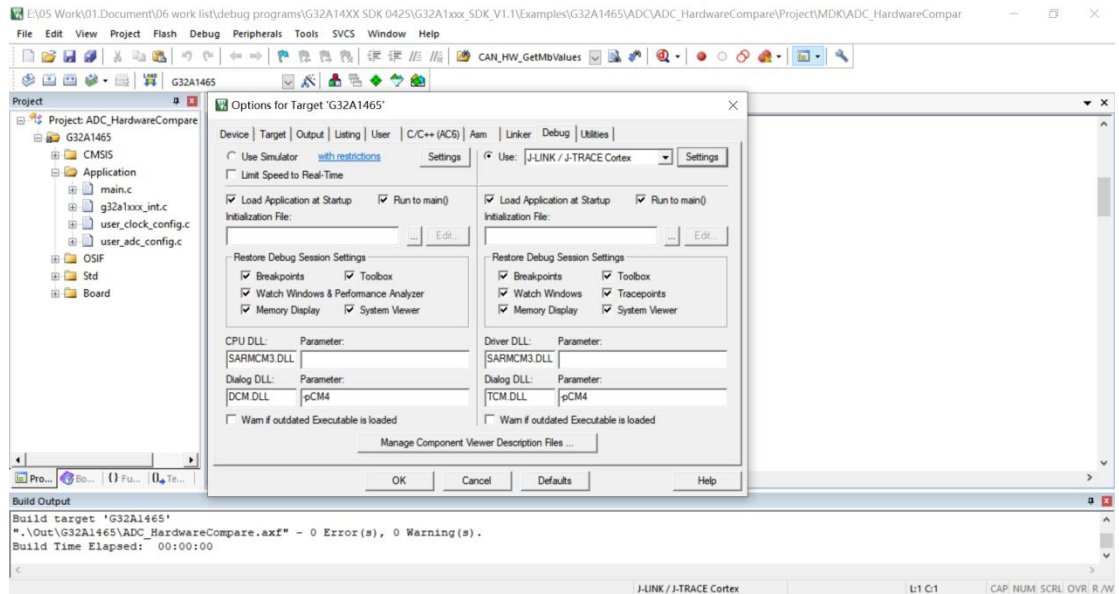 E:\05 Work\01.Document\06 work list\debug programs\G32A14XX SDK 0425\G32A1xxx_SDK_V1.1\Examples\G32A1465\ADC\ADC_HardwareCompare\Project\MDK\ADC_HardwareCompar
File Edit View Project Flash Debug Peripherals Tools SVCS Window Help
CAN_HW_GetMbValues
LOAD G32A1465
Project
Project: ADC_HardwareCompare
G32A1465
CMSIS
Application
main.c
g32a1xxx_int.c
user_clock_config.c
user_adc_config.c
OSIF
Std
Board
Pro... Bo... {} Fu... Te...
Options for Target 'G32A1465'
Device Target Output Listing User C/C++ (AC6) Asm Linker Debug Utilities
Use Simulator with restrictions Settings
Limit Speed to Real-Time
Load Application at Startup Run to main()
Initialization File:
... Edit...
Restore Debug Session Settings
Breakpoints Toolbox
Watch Windows & Performance Analyzer
Memory Display System Viewer
CPU DLL: Parameter:
SARMCM3.DLL
Dialog DLL: Parameter:
DCM.DLL -pCM4
Warn if outdated Executable is loaded
Use: J-LINK / J-TRACE Cortex Settings
Load Application at Startup Run to main()
Initialization File:
... Edit...
Restore Debug Session Settings
Breakpoints Toolbox
Watch Windows Tracepoints
Memory Display System Viewer
Driver DLL: Parameter:
SARMCM3.DLL
Dialog DLL: Parameter:
TCM.DLL -pCM4
Warn if outdated Executable is loaded
Manage Component Viewer Description Files ...
OK Cancel Defaults Help
Build Output
Build target 'G32A1465'
".\Out\G32A1465\ADC_HardwareCompare.axf" - 0 Error(s), 0 Warning(s).
Build Time Elapsed: 00:00:00
J-LINK / J-TRACE Cortex L:1 C:1 CAP NUM SCRL OVR R/W